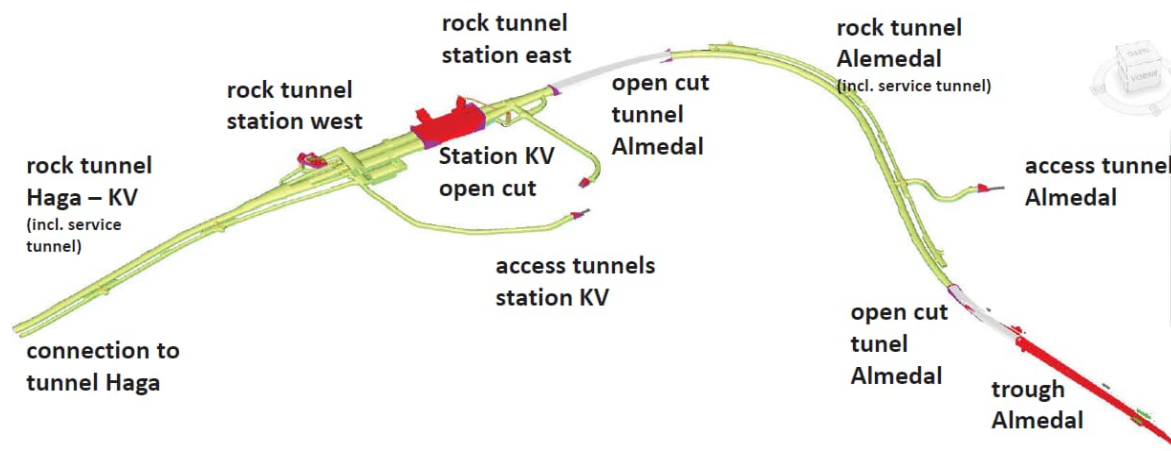 rock tunnel
station east
rock tunnel
Alemedal
(incl. service tunnel)
rock tunnel
station west
open cut
tunnel
Almedal
Station KV
open cut
rock tunnel
Haga – KV
(incl. service
tunnel)
access tunnel
Almedal
access tunnels
station KV
connection to
tunnel Haga
open cut
tunel
Almedal
trough
Almedal
VORNE